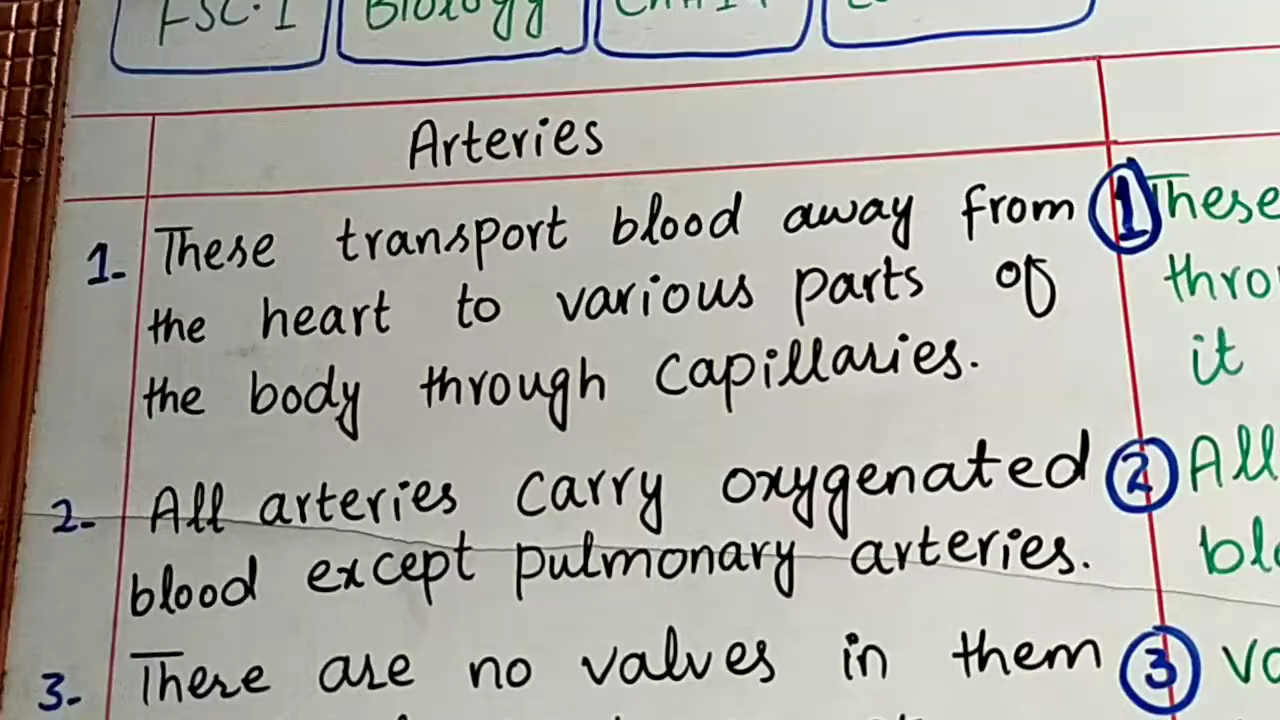 FSC.I Biology
Arteries
1- These transport blood away from
the heart to various parts of
the body through capillaries.
2- All arteries carry oxygenated
blood except pulmonary arteries.
3- There are no valves in them
1 These
it
2 All
3